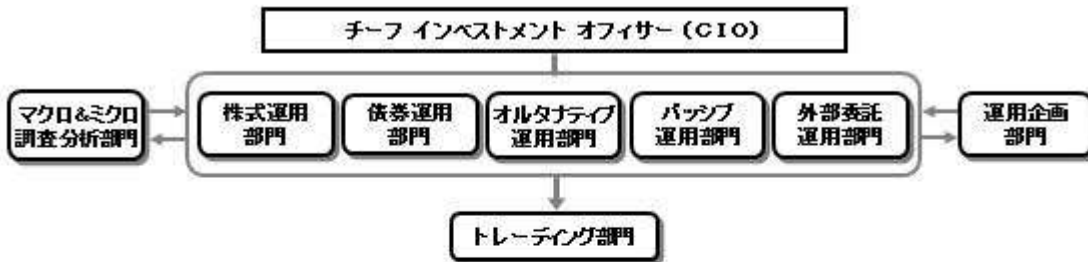 チーフ インベストメント オフィサー（ＣＩＯ）
マクロ&ミクロ
調査分析部門
株式運用
部門
債券運用
部門
オルタナティブ
運用部門
パッシブ
運用部門
外部委託
運用部門
運用企画
部門
トレーディング部門